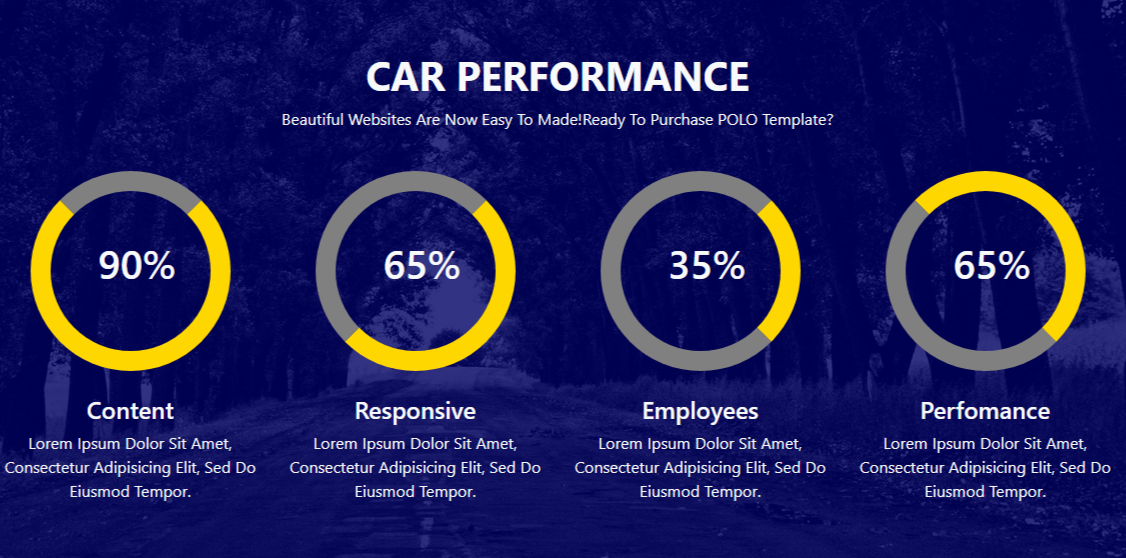 CAR PERFORMANCE
Beautiful Websites Are Now Easy To Made!Ready To Purchase POLO Template?
90%
65%
35%
65%
Content
Responsive
Employees
Perfomance
Lorem Ipsum Dolor Sit Amet,
Consectetur Adipisicing Elit, Sed Do
Eiusmod Tempor.
Lorem Ipsum Dolor Sit Amet,
Consectetur Adipisicing Elit, Sed Do
Eiusmod Tempor.
Lorem Ipsum Dolor Sit Amet,
Consectetur Adipisicing Elit, Sed Do
Eiusmod Tempor.
Lorem Ipsum Dolor Sit Amet,
Consectetur Adipisicing Elit, Sed Do
Eiusmod Tempor.